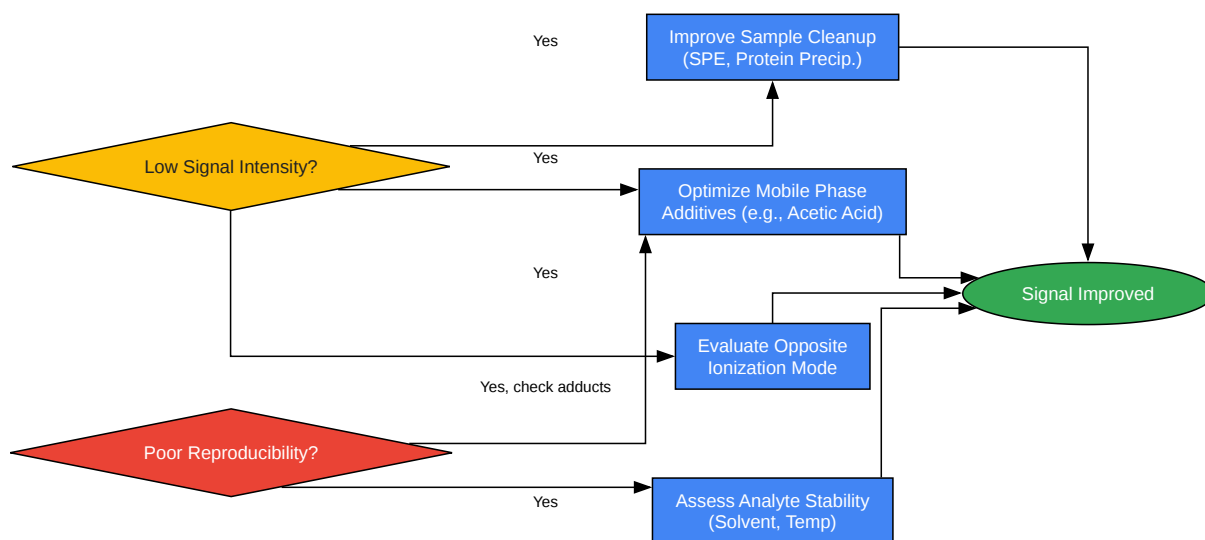 Yes
Improve Sample Cleanup
(SPE, Protein Precip.)
Low Signal Intensity?
Yes
Optimize Mobile Phase
Additives (e.g., Acetic Acid)
Yes
Signal Improved
Evaluate Opposite
Ionization Mode
Yes, check adducts
Poor Reproducibility?
Yes
Assess Analyte Stability
(Solvent, Temp)